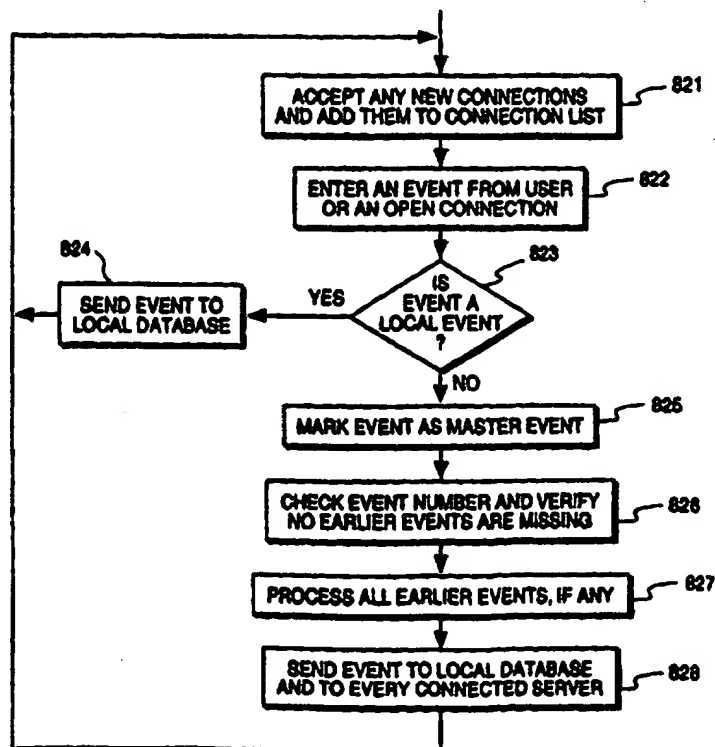 ACCEPT ANY NEW CONNECTIONS
AND ADD THEM TO CONNECTION LIST
821
ENTER AN EVENT FROM USER
OR AN OPEN CONNECTION
822
824
823
SEND EVENT TO
LOCAL DATABASE
YES
IS
EVENT A
LOCAL EVENT
?
NO
MARK EVENT AS MASTER EVENT
825
CHECK EVENT NUMBER AND VERIFY
NO EARLIER EVENTS ARE MISSING
826
PROCESS ALL EARLIER EVENTS, IF ANY
827
SEND EVENT TO LOCAL DATABASE
AND TO EVERY CONNECTED SERVER
828